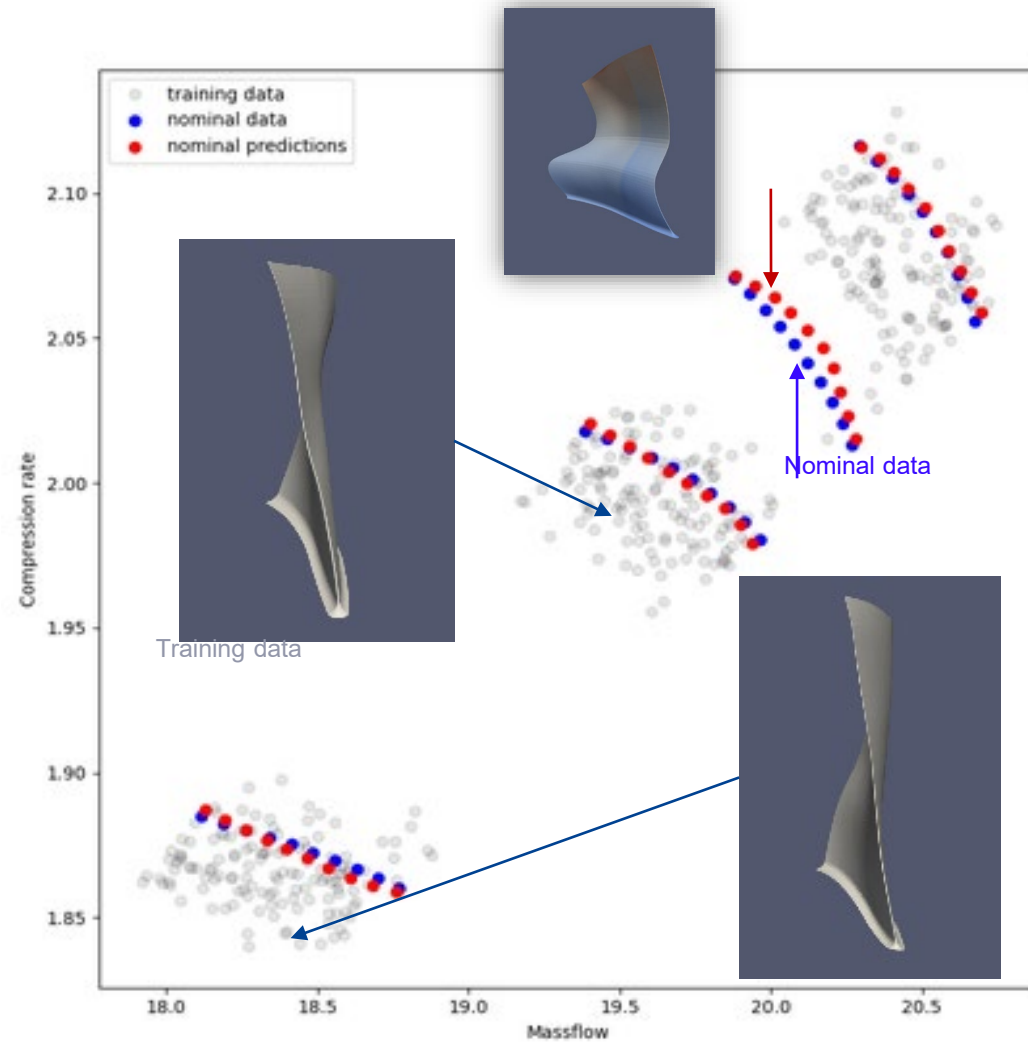 training data
nominal data
nominal predictions
2.10
2.05
Nominal data
2.00
Compression rate
1.95
Training data
1.90
1.85
18.0 18.5 19.0 19.5 20.0 20.5
Massflow